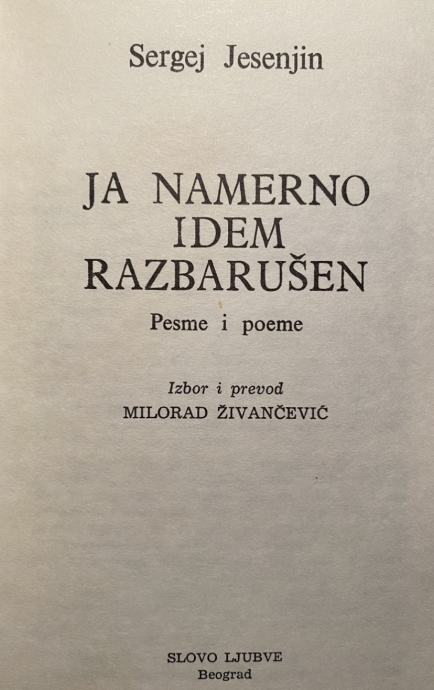 Sergej Jesenjin
JA NAMERNO
IDEM
RAZBARUŠEN
Pesme i poeme
Izbor i prevod
MILORAD ŽIVANČEVIĆ
SLOVO LJUBVE
Beograd